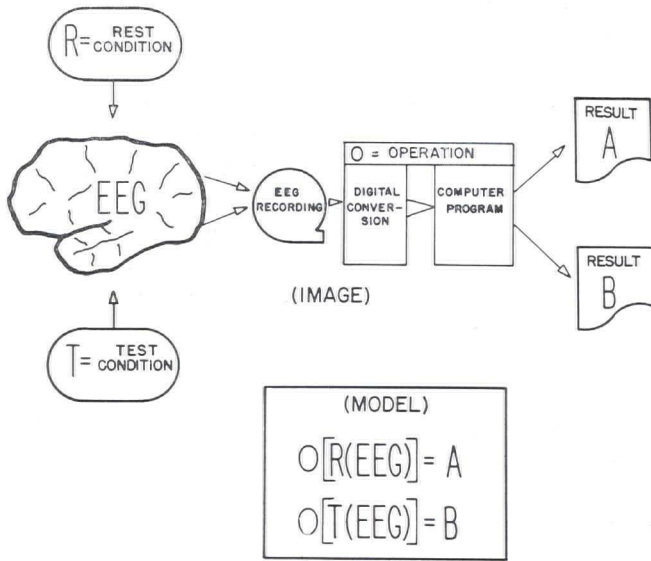 R = REST
CONDITION
EEG
EEG
RECORDING
O = OPERATION
DIGITAL
CONVER-
SION
COMPUTER
PROGRAM
RESULT
A
RESULT
B
(IMAGE)
T = TEST
CONDITION
(MODEL)
O[R(EEG)] = A
O[T(EEG)] = B